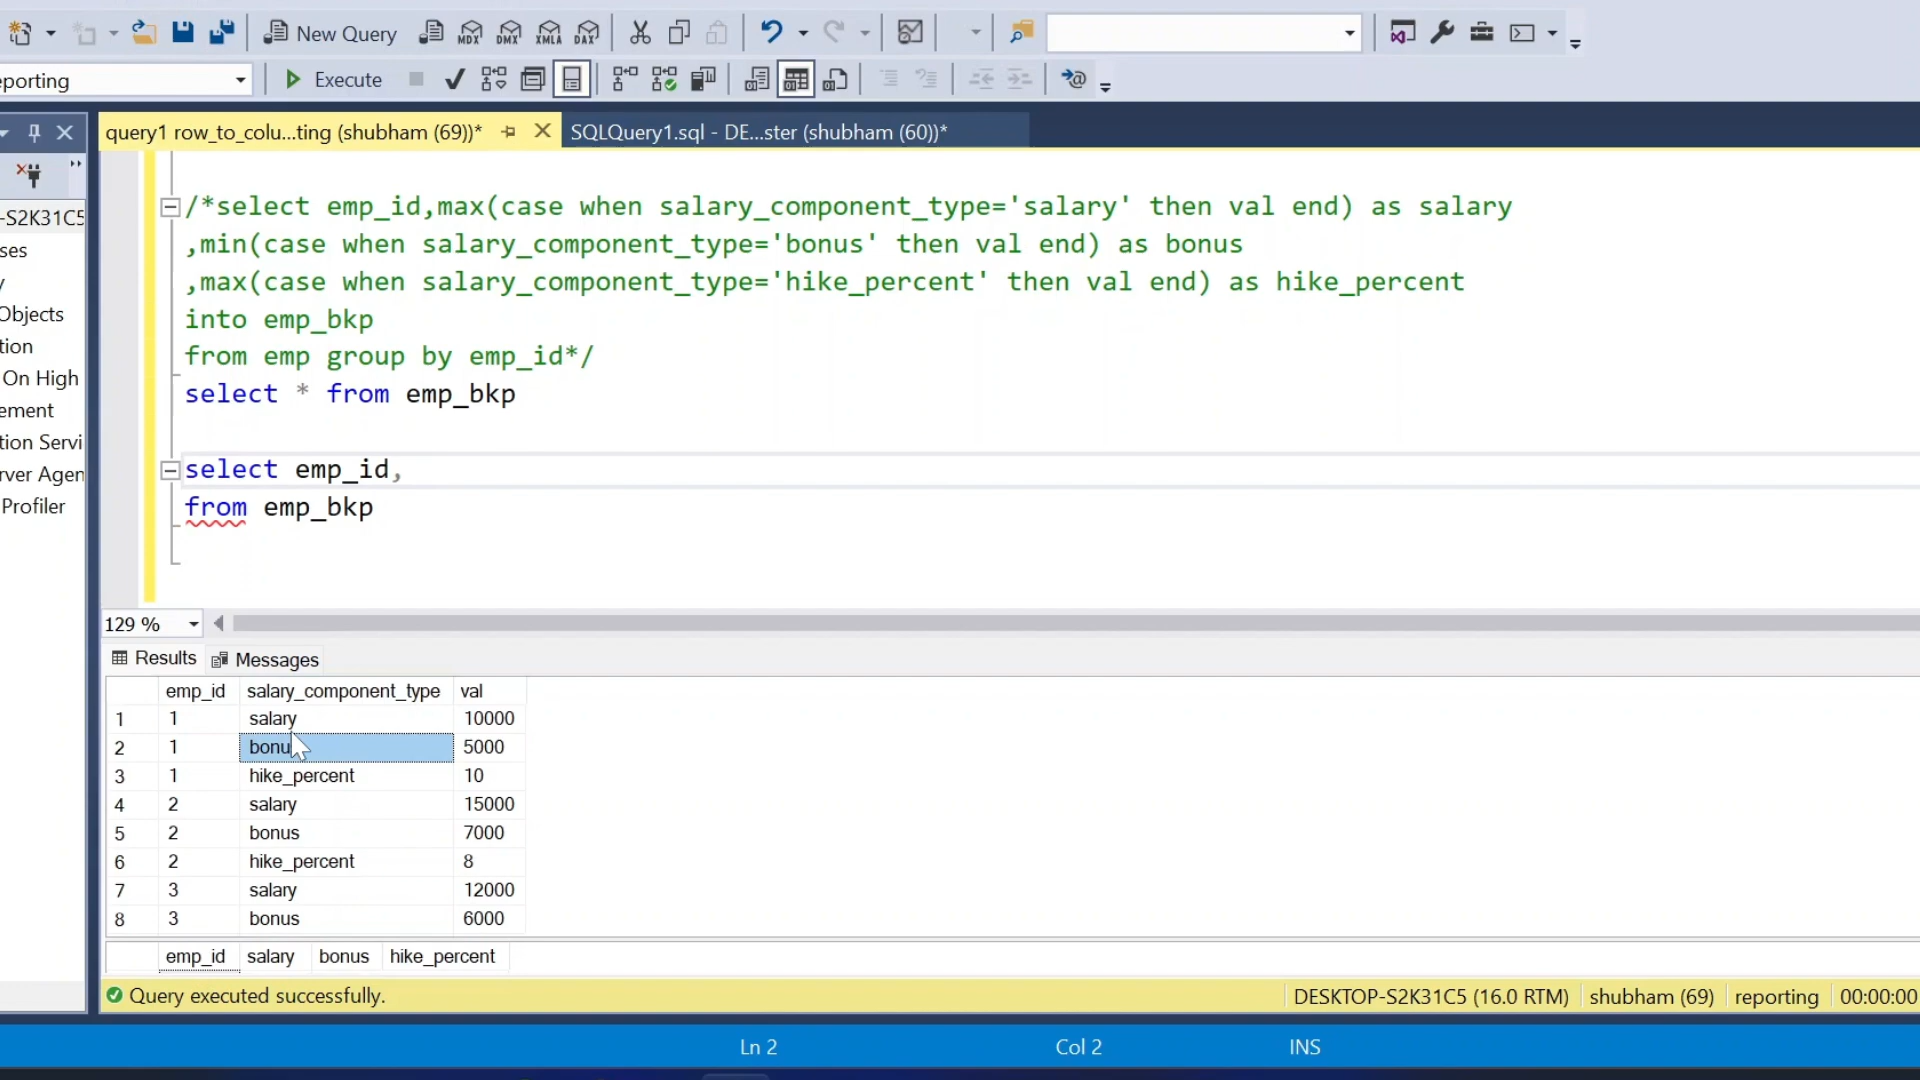 New Query
MDX
DMX
XMLA
DAX
eporting
Execute
query1 row_to_colu...ting (shubham (69))*
SQLQuery1.sql - DE...ster (shubham (60))*
-S2K31C5
ses
y
Objects
tion
On High
ement
tion Servi
rver Agen
Profiler
/*select emp_id,max(case when salary_component_type='salary' then val end) as salary
,min(case when salary_component_type='bonus' then val end) as bonus
,max(case when salary_component_type='hike_percent' then val end) as hike_percent
into emp_bkp
from emp group by emp_id*/
select * from emp_bkp
select emp_id,
from emp_bkp
129 %
Results Messages
emp_id salary_component_type val
1 1 salary 10000
2 1 bonu 5000
3 1 hike_percent 10
4 2 salary 15000
5 2 bonus 7000
6 2 hike_percent 8
7 3 salary 12000
8 3 bonus 6000
emp_id salary bonus hike_percent
Query executed successfully. DESKTOP-S2K31C5 (16.0 RTM) shubham (69) reporting 00:00:00
Ln 2 Col 2 INS